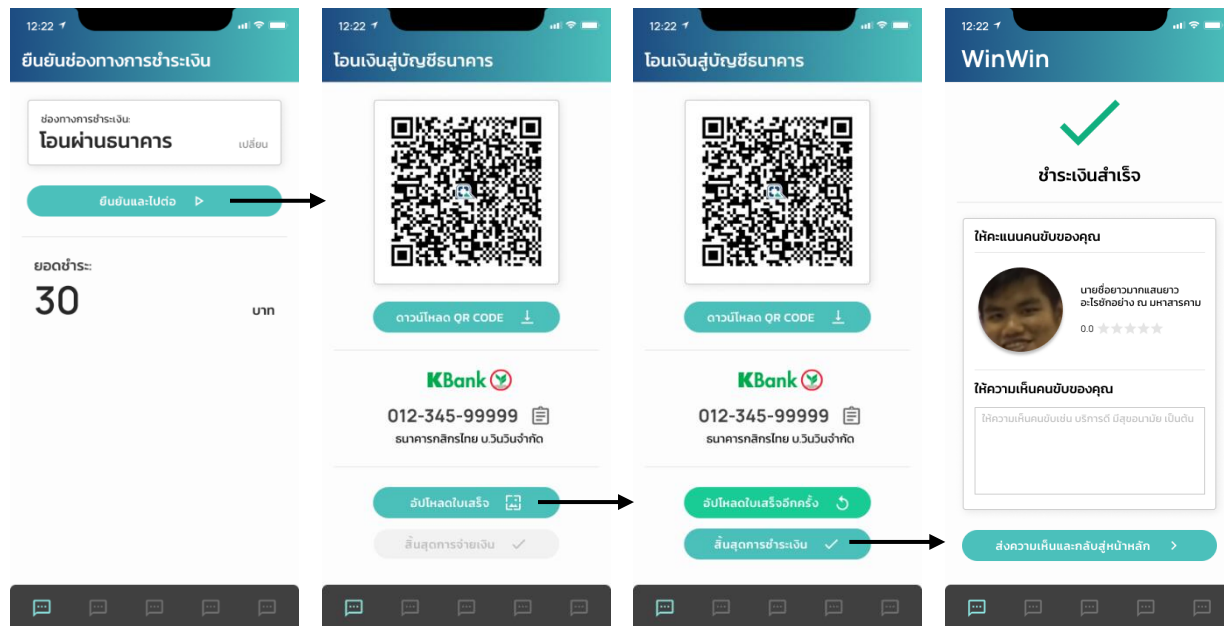 12:22
ยืนยันช่องทางการชำระเงิน
ช่องทางการชำระเงิน:
โอนผ่านธนาคาร
เปลี่ยน
ยืนยันและไปต่อ
ยอดชำระ:
30
บาท
12:22
โอนเงินสู่บัญชีธนาคาร
ดาวน์โหลด QR CODE
KBank
012-345-99999
ธนาคารกสิกรไทย บ.วินวินจำกัด
อัปโหลดใบเสร็จ
สิ้นสุดการจ่ายเงิน
12:22
โอนเงินสู่บัญชีธนาคาร
ดาวน์โหลด QR CODE
KBank
012-345-99999
ธนาคารกสิกรไทย บ.วินวินจำกัด
อัปโหลดใบเสร็จอีกครั้ง
สิ้นสุดการชำระเงิน
12:22
WinWin
ชำระเงินสำเร็จ
ให้คะแนนคนขับของคุณ
นายชื่อยาวมากแสนยาว
อะไรซักอย่าง ณ มหาสารคาม
0.0
ให้ความเห็นคนขับของคุณ
ให้ความเห็นคนขับเช่น บริการดี มีสุขอนามัย เป็นต้น
ส่งความเห็นและกลับสู่หน้าหลัก